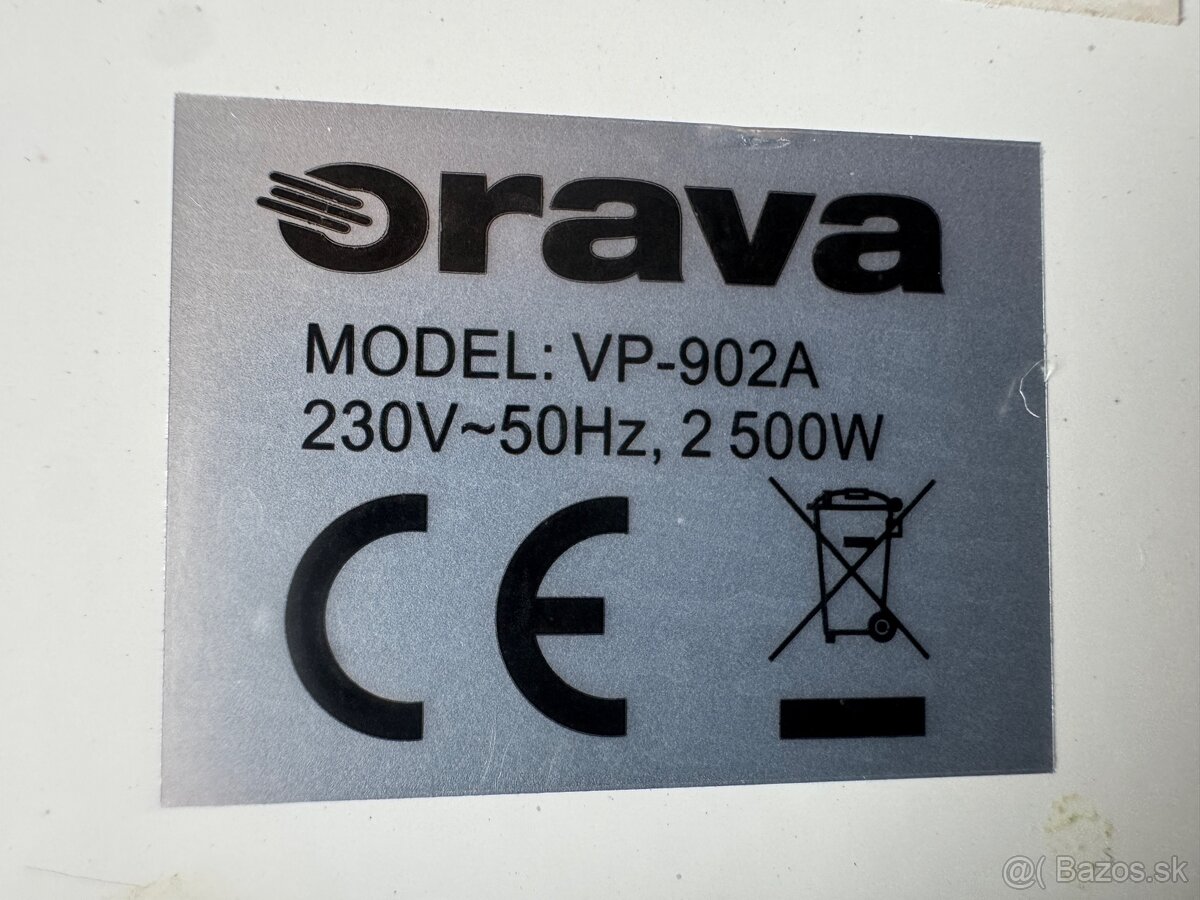 orava
MODEL: VP-902A
230V~50Hz, 2 500W
CE
@( Bazos.sk